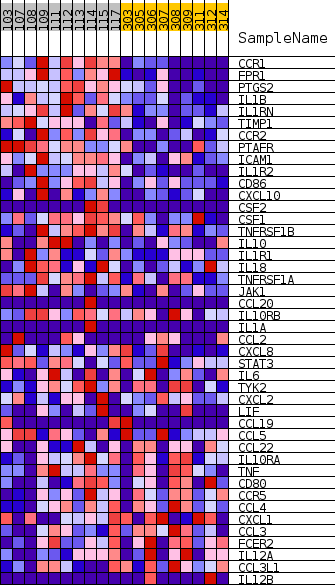 103 107 108 109 111 112 113 114 115 117 303 305 306 307 308 309 311 312 314
SampleName
CCR1
FPR1
PTGS2
IL1B
IL1RN
TIMP1
CCR2
PTAFR
ICAM1
IL1R2
CD86
CXCL10
CSF2
CSF1
TNFRSF1B
IL10
IL1R1
IL18
TNFRSF1A
JAK1
CCL20
IL10RB
IL1A
CCL2
CXCL8
STAT3
IL6
TYK2
CXCL2
LIF
CCL19
CCL5
CCL22
IL10RA
TNF
CD80
CCR5
CCL4
CXCL1
CCL3
FCER2
IL12A
CCL3L1
IL12B